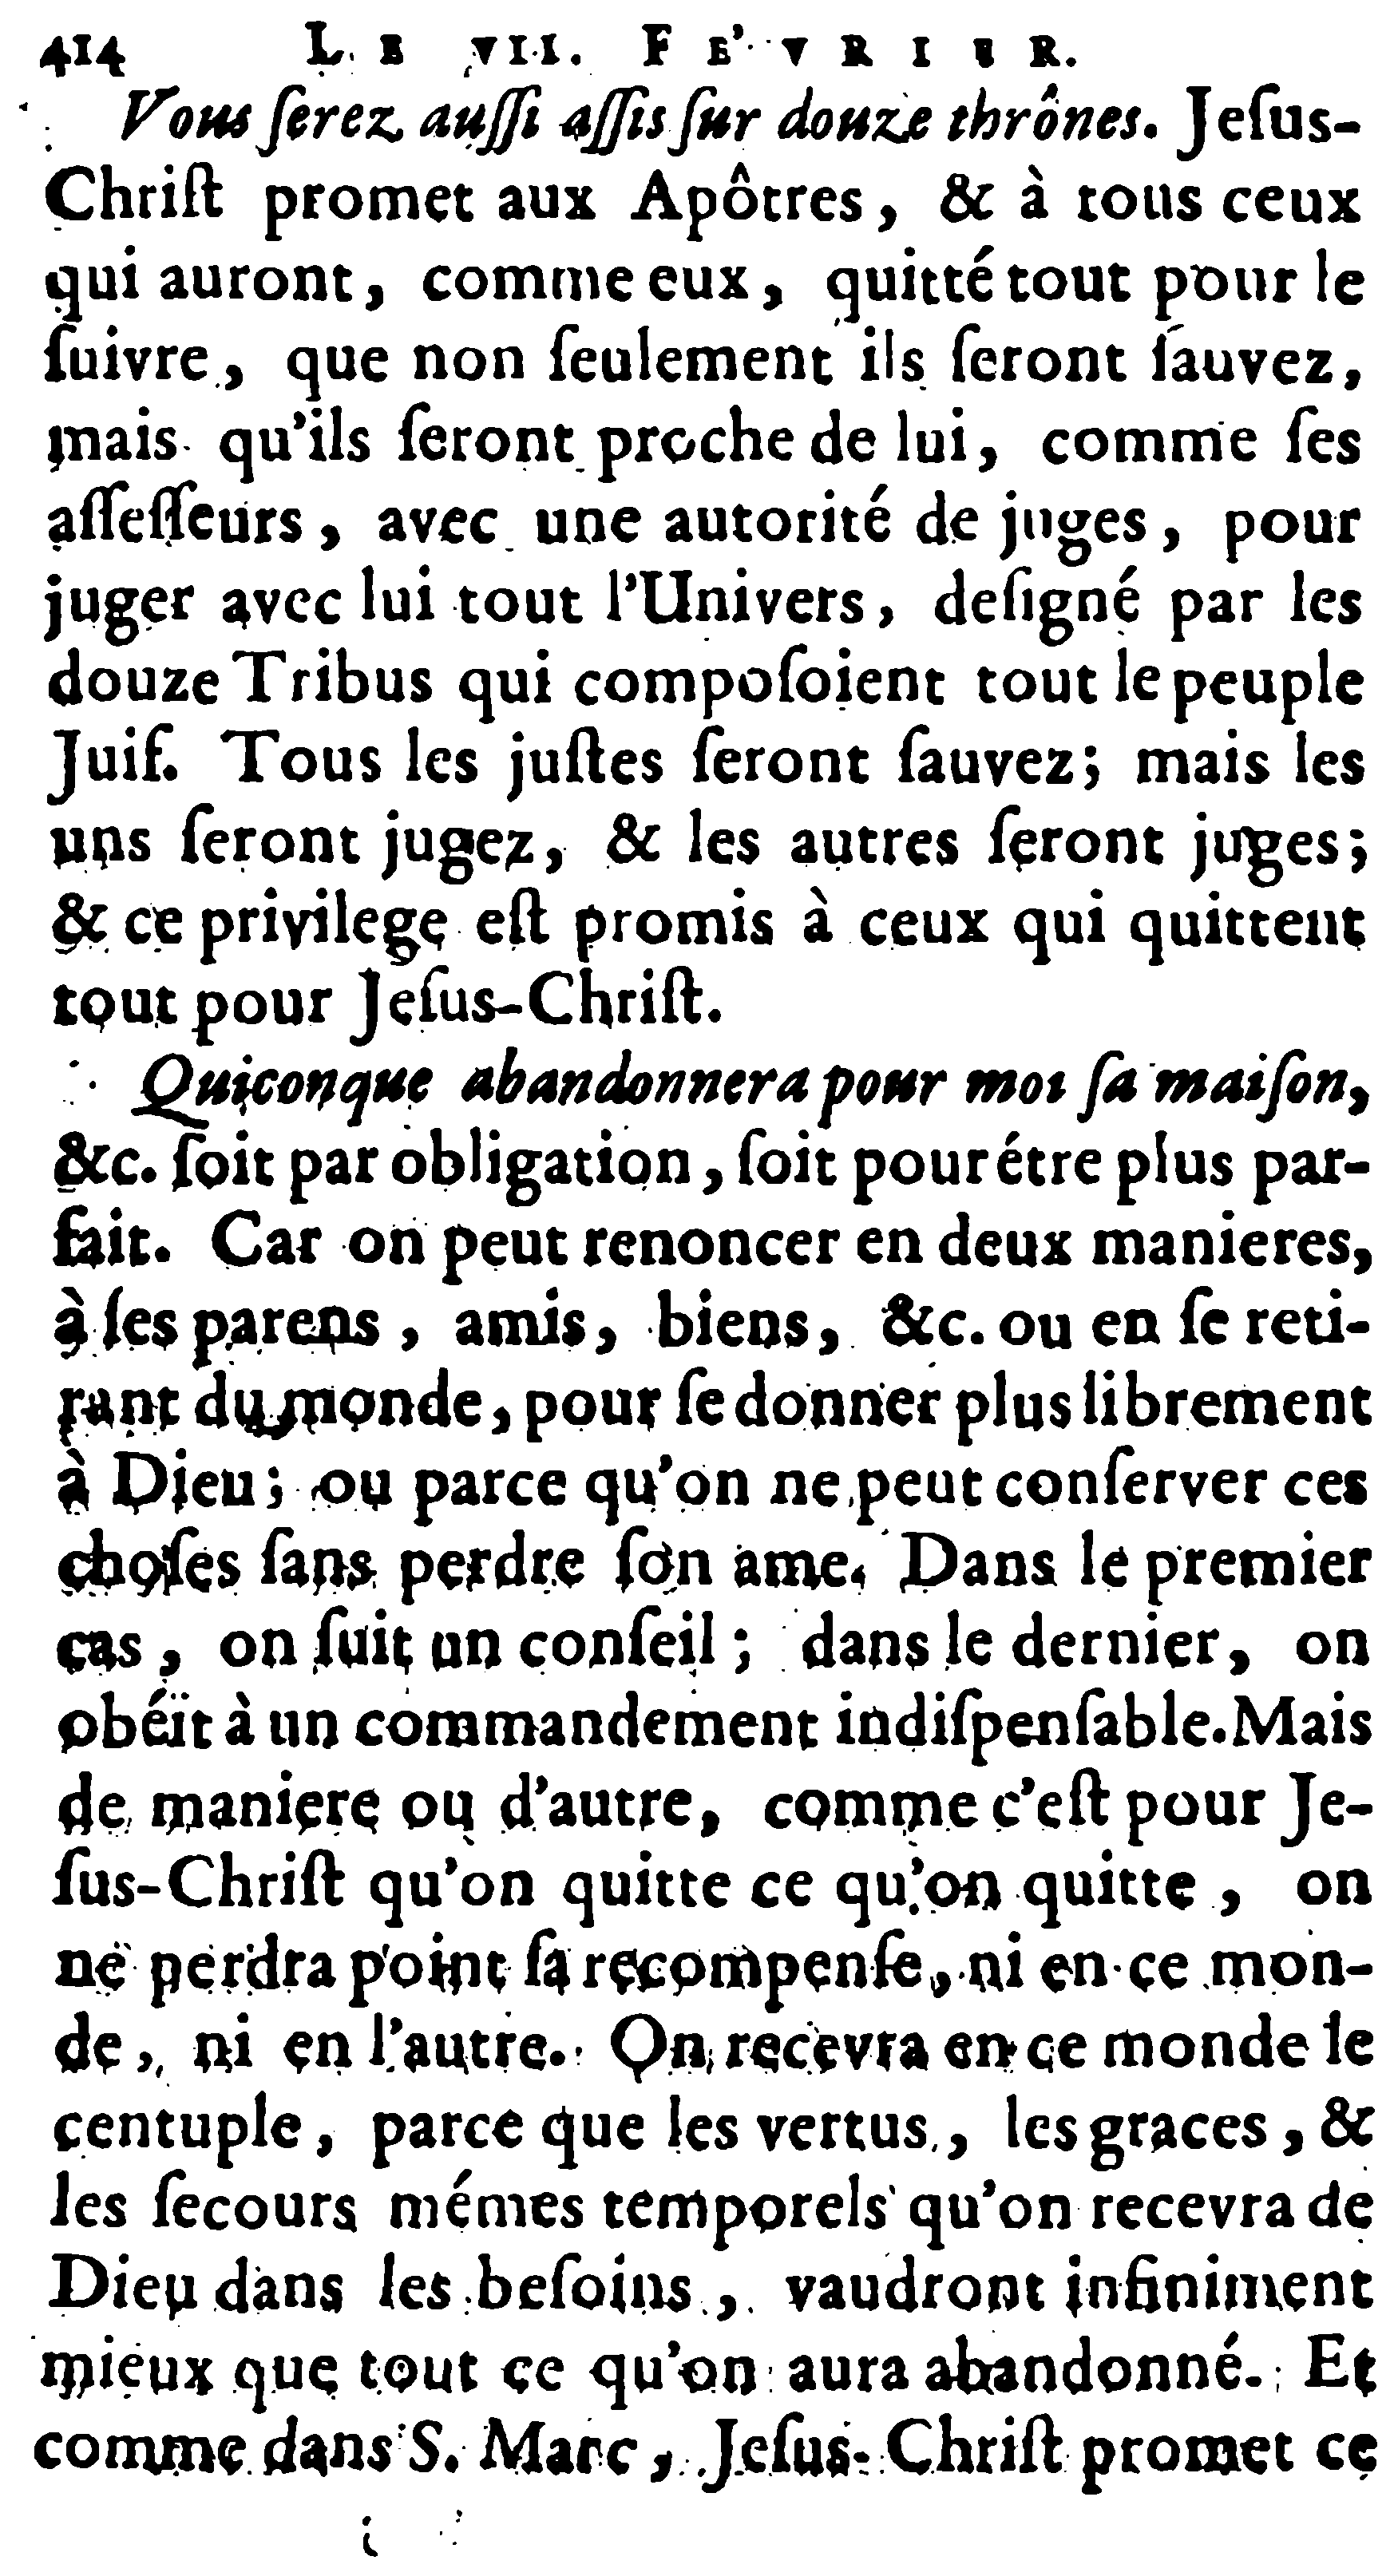 414 LE VII. FE'VRIER.
Vous ſerez auſſi aſſis ſur douze thrônes. Jeſus-
Chriſt promet aux Apôtres, & à tous ceux
qui auront, comme eux, quitté tout pour le
ſuivre, que non ſeulement ils ſeront ſauvez,
mais qu'ils ſeront proche de lui, comme ſes
aſſeſſeurs, avec une autorité de juges, pour
juger avec lui tout l'Univers, deſigné par les
douze Tribus qui compoſoient tout le peuple
Juif. Tous les juſtes ſeront ſauvez; mais les
uns ſeront jugez, & les autres ſeront juges;
& ce privilege eſt promis à ceux qui quittent
tout pour Jeſus-Chriſt.
Quiconque abandonnera pour moi ſa maiſon,
&c. ſoit par obligation, ſoit pour étre plus par-
fait. Car on peut renoncer en deux manieres,
à ſes parens, amis, biens, &c. ou en ſe reti-
rant du monde, pour ſe donner plus librement
à Dieu; ou parce qu'on ne peut conſerver ces
choſes ſans perdre ſon ame. Dans le premier
cas, on ſuit un conſeil; dans le dernier, on
obéït à un commandement indiſpenſable. Mais
de maniere ou d'autre, comme c'eſt pour Je-
ſus-Chriſt qu'on quitte ce qu'on quitte, on
ne perdra point ſa recompenſe, ni en ce mon-
de, ni en l'autre. On recevra en ce monde le
centuple, parce que les vertus, les graces, &
les ſecours mémes temporels qu'on recevra de
Dieu dans les beſoins, vaudront infiniment
mieux que tout ce qu'on aura abandonné. Et
comme dans S. Marc, Jeſus-Chriſt promet ce